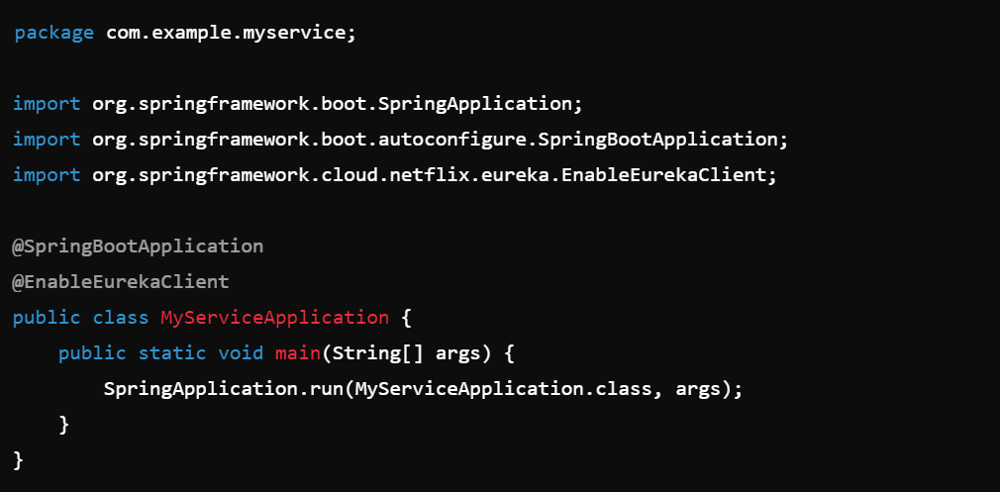 package com.example.myservice;
import org.springframework.boot.SpringApplication;
import org.springframework.boot.autoconfigure.SpringBootApplication;
import org.springframework.cloud.netflix.eureka.EnableEurekaClient;
@SpringBootApplication
@EnableEurekaClient
public class MyServiceApplication {
    public static void main(String[] args) {
        SpringApplication.run(MyServiceApplication.class, args);
    }
}